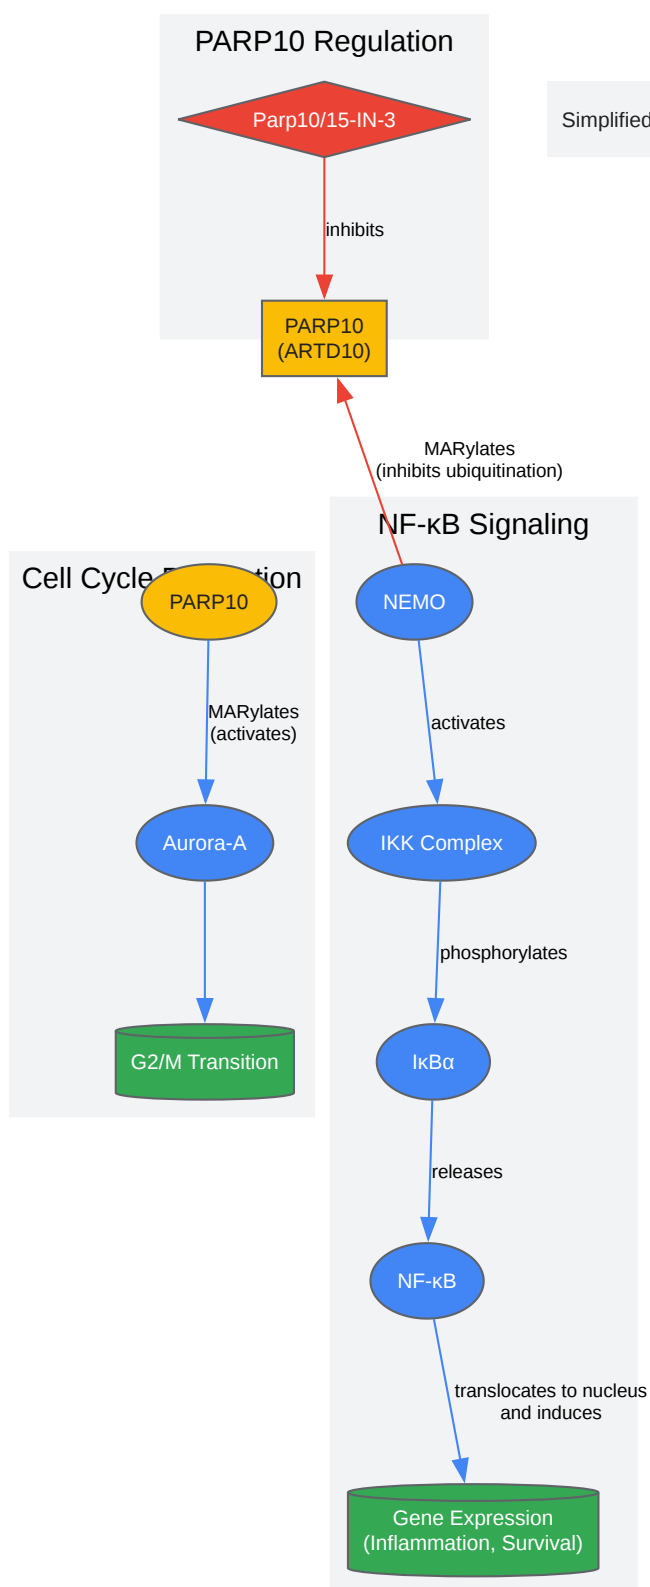 PARP10 Regulation
Parp10/15-IN-3
Simplified
inhibits
PARP10
(ARTD10)
MARylates
(inhibits ubiquitination)
NF-κB Signaling
Cell Cycle
PARP10
NEMO
MARylates
(activates)
activates
Aurora-A
IKK Complex
phosphorylates
G2/M Transition
IκBα
releases
NF-κB
translocates to nucleus
and induces
Gene Expression
(Inflammation, Survival)